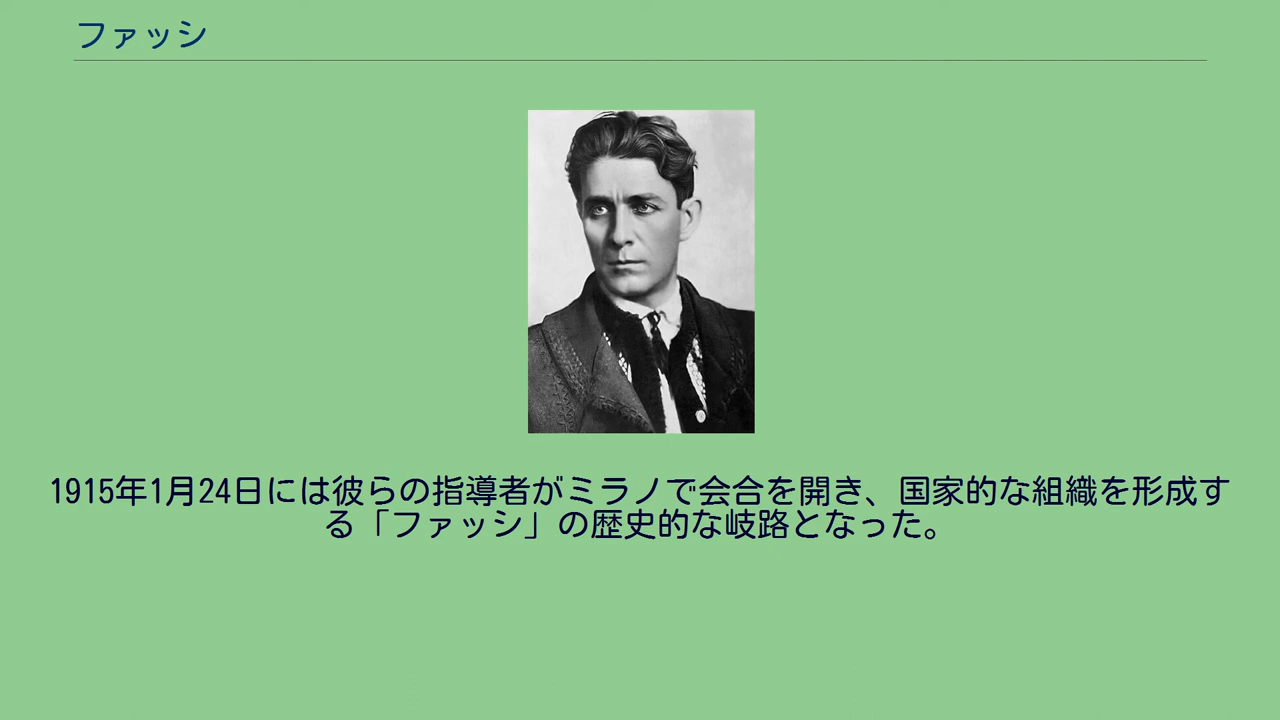 ファッシ
1915年1月24日には彼らの指導者がミラノで会合を開き、国家的な組織を形成す
る「ファッシ」の歴史的な岐路となった。